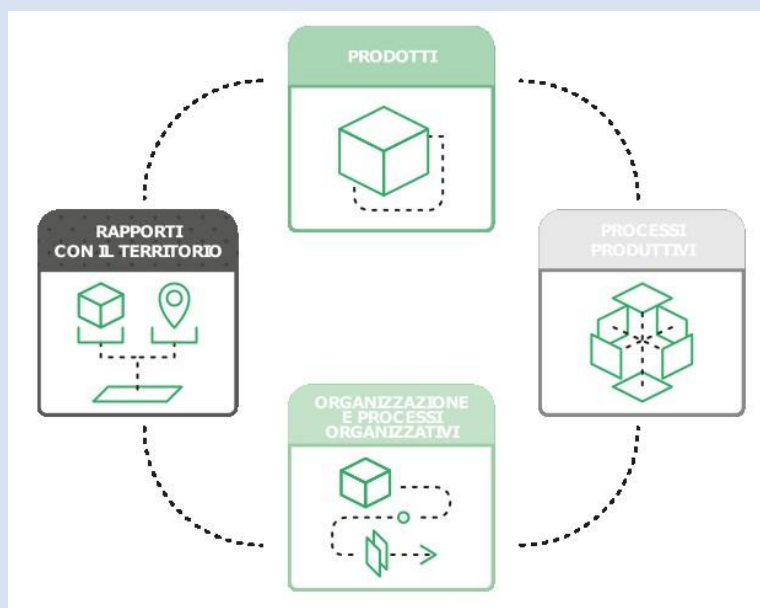 PRODOTTI
RAPPORTI
CON IL TERRITORIO
PROCESSI
PRODUTTIVI
ORGANIZZAZIONE
E PROCESSI
ORGANIZZATIVI